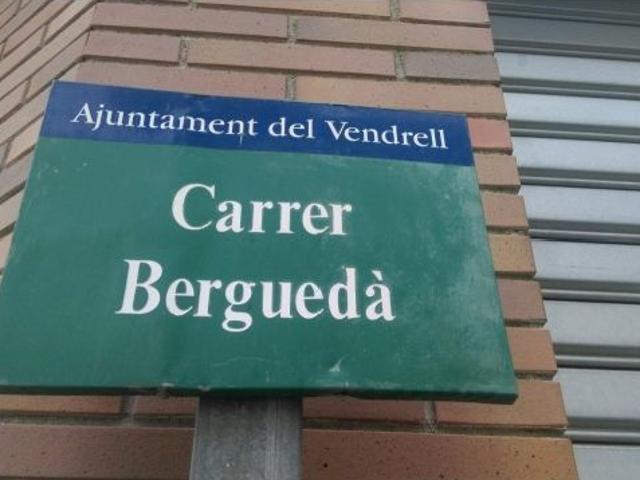 Ajuntament del Vendrell
Carrer
Berguedà